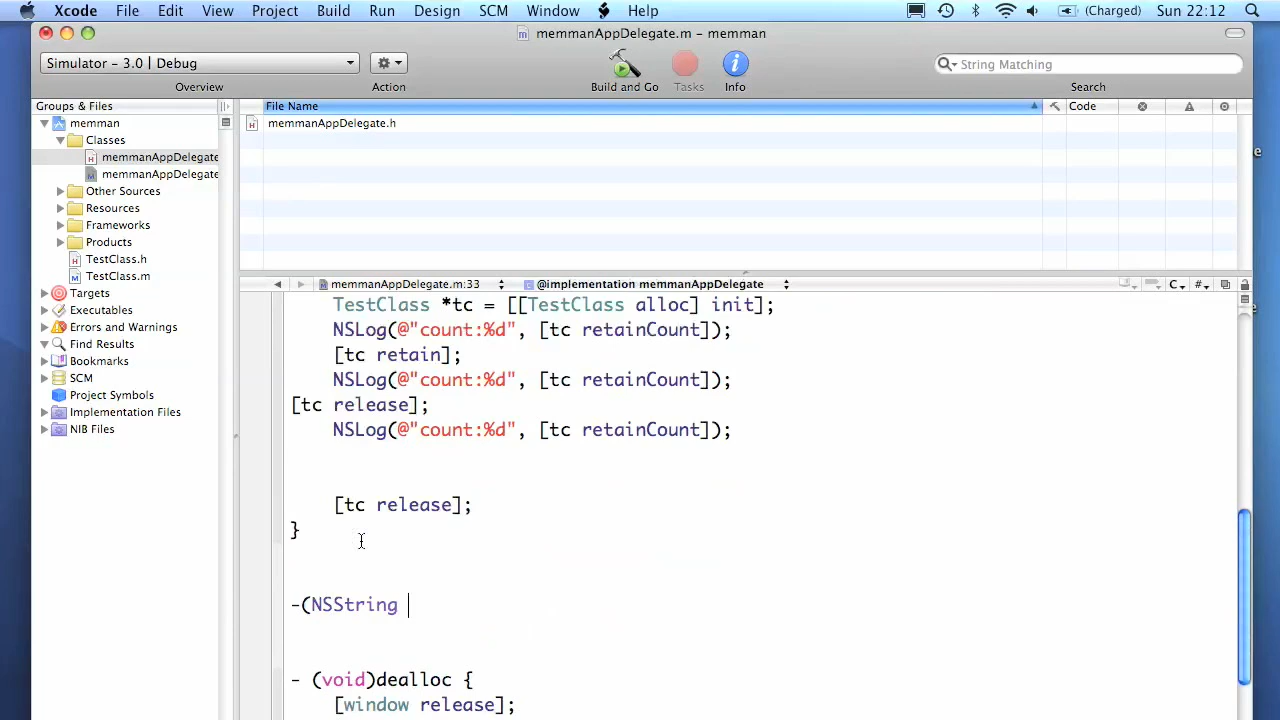 Xcode File Edit View Project Build Run Design SCM Window Help (Charged) Sun 22:12
memmanAppDelegate.m - memman
Simulator - 3.0 | Debug
String Matching
Overview Action Build and Go Tasks Info Search
Groups & Files
File Name Code
memman
memmanAppDelegate.h
Classes
memmanAppDelegate
memmanAppDelegate
Other Sources
Resources
Frameworks
Products
TestClass.h
TestClass.m
Targets
Executables
Errors and Warnings
Find Results
Bookmarks
SCM
Project Symbols
Implementation Files
NIB Files
memmanAppDelegate.m:33 @implementation memmanAppDelegate C #
TestClass *tc = [[TestClass alloc] init];
NSLog(@"count:%d", [tc retainCount]);
[tc retain];
NSLog(@"count:%d", [tc retainCount]);
[tc release];
NSLog(@"count:%d", [tc retainCount]);
[tc release];
}
-(NSString
- (void)dealloc {
[window release];
e
e